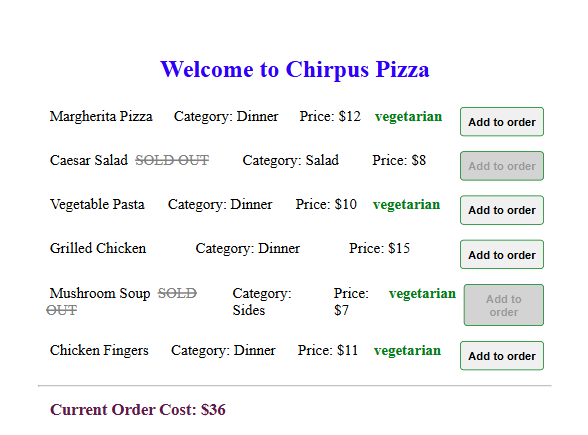 Welcome to Chirpus Pizza
Margherita Pizza Category: Dinner Price: $12 vegetarian Add to order
Caesar Salad SOLD OUT Category: Salad Price: $8 Add to order
Vegetable Pasta Category: Dinner Price: $10 vegetarian Add to order
Grilled Chicken Category: Dinner Price: $15 Add to order
Mushroom Soup SOLD Category: Price: vegetarian Add to
OUT Sides $7 order
Chicken Fingers Category: Dinner Price: $11 vegetarian Add to order
Current Order Cost: $36